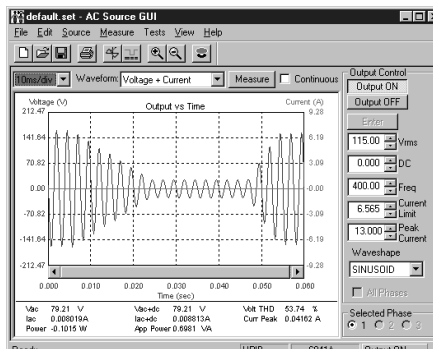 default.set - AC Source GUI
File Edit Source Measure Tests View Help
10ms/div Waveform: Voltage + Current Measure Continuous
Voltage (V) Output vs Time Current (A)
212.47 9.28
141.64 6.19
70.82 3.09
0.00 -0.00
-70.82 -3.09
-141.64 -6.19
-212.47 -9.28
0.000 0.010 0.020 0.030 0.040 0.050 0.060
Time (sec)
Vac 79.21 V Vac+dc 79.21 V Volt THD 53.74 %
Iac 0.008019A Iac+dc 0.008813A Curr Peak 0.04162 A
Power -0.1015 W App Power 0.6981 VA
Output Control
Output ON
Output OFF
Enter
115.00 Vrms
0.000 DC
400.00 Freq
6.565 Current Limit
13.000 Peak Current
Waveshape
SINUSOID
All Phases
Selected Phase
1 2 3
Ready HPIB Output ON